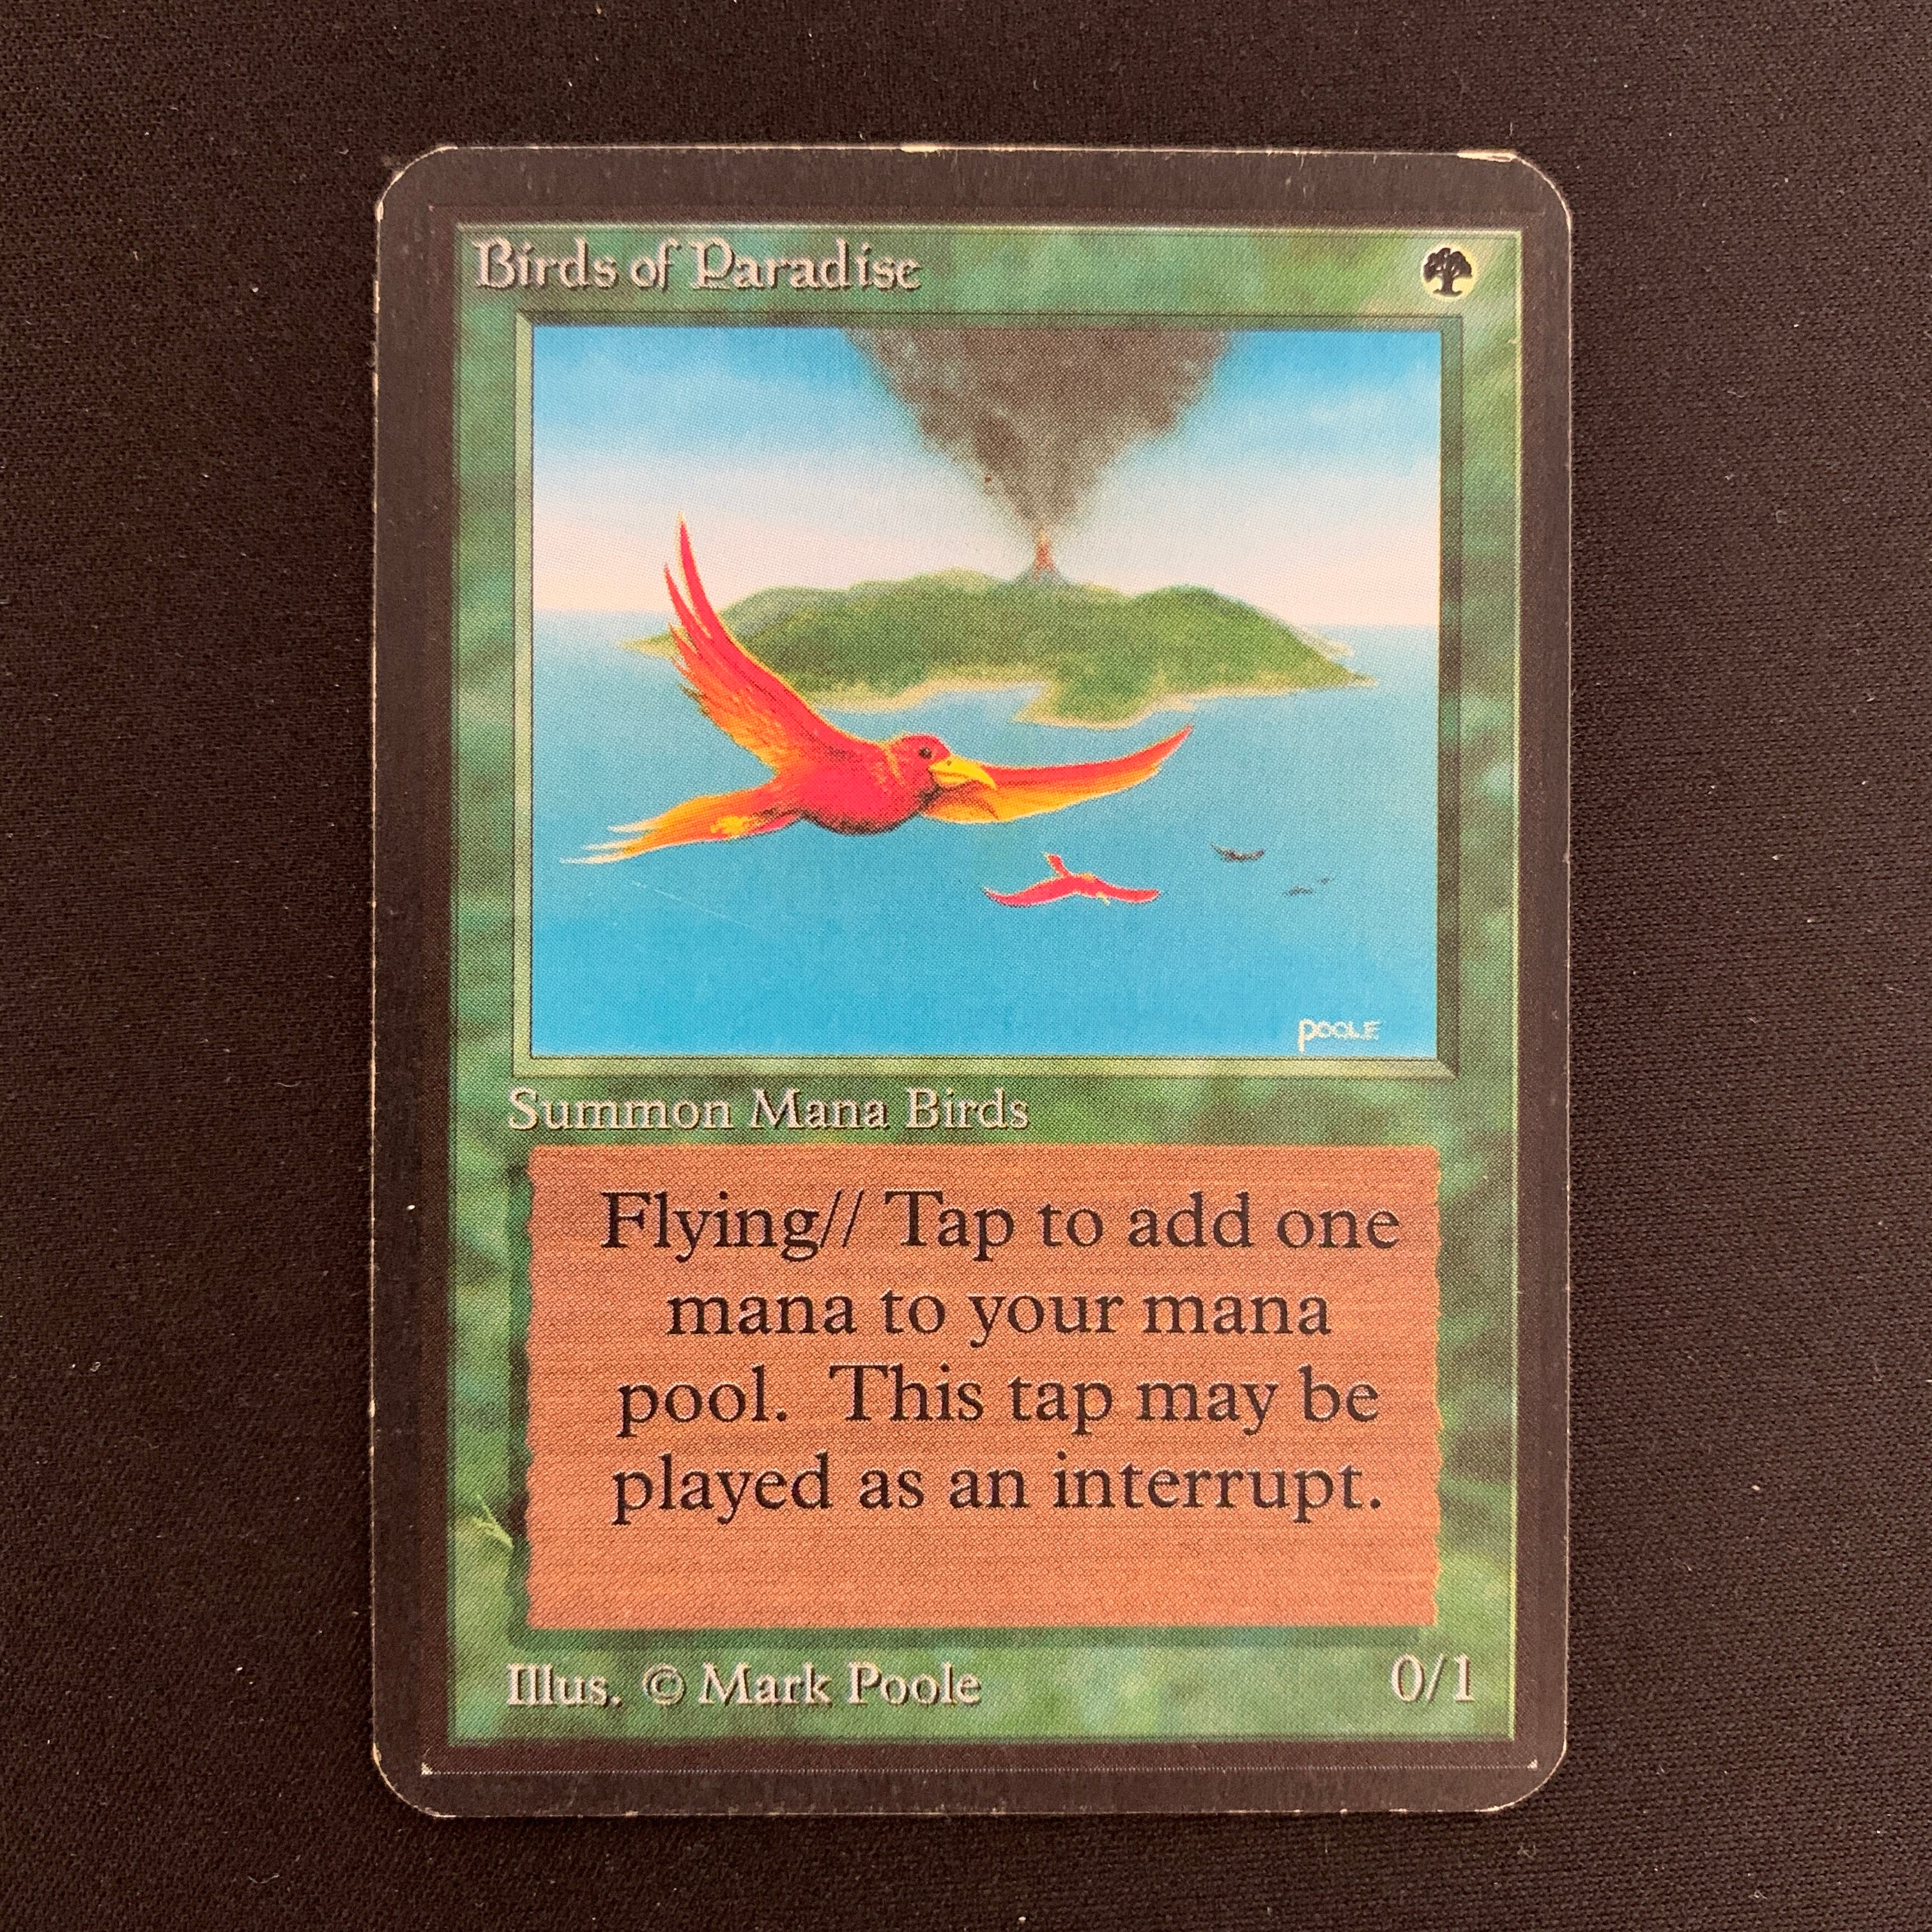 Birds of Paradise
POOLE
Summon Mana Birds
Flying// Tap to add one
mana to your mana
pool. This tap may be
played as an interrupt.
Illus. © Mark Poole
0/1